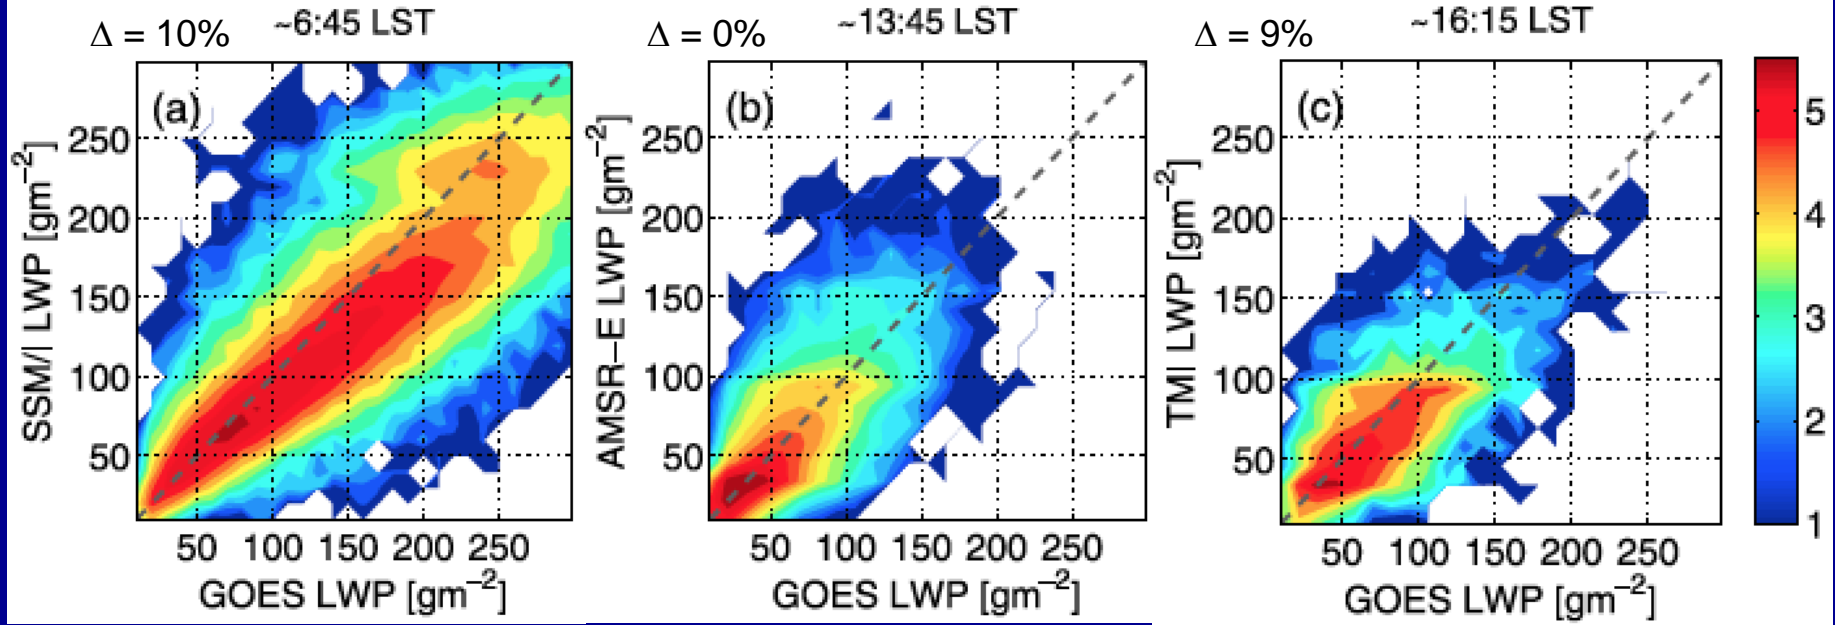 Δ = 10%
~6:45 LST
Δ = 0%
~13:45 LST
Δ = 9%
~16:15 LST
(a)
(b)
(c)
SSM/I LWP [gm⁻²]
250
200
150
100
50
50 100 150 200 250
GOES LWP [gm⁻²]
AMSR–E LWP [gm⁻²]
250
200
150
100
50
50 100 150 200 250
GOES LWP [gm⁻²]
TMI LWP [gm⁻²]
250
200
150
100
50
50 100 150 200 250
GOES LWP [gm⁻²]
5
4
3
2
1